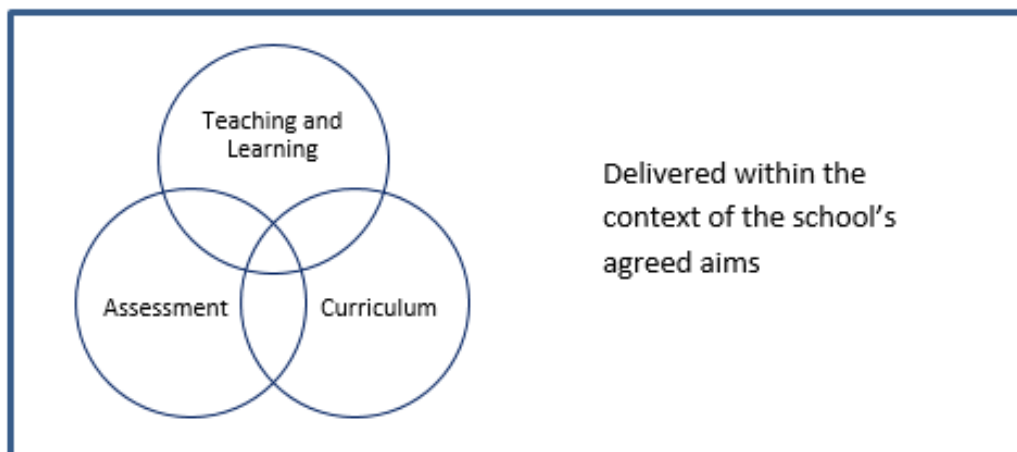 Teaching and
Learning
Assessment
Curriculum
Delivered within the
context of the school’s
agreed aims